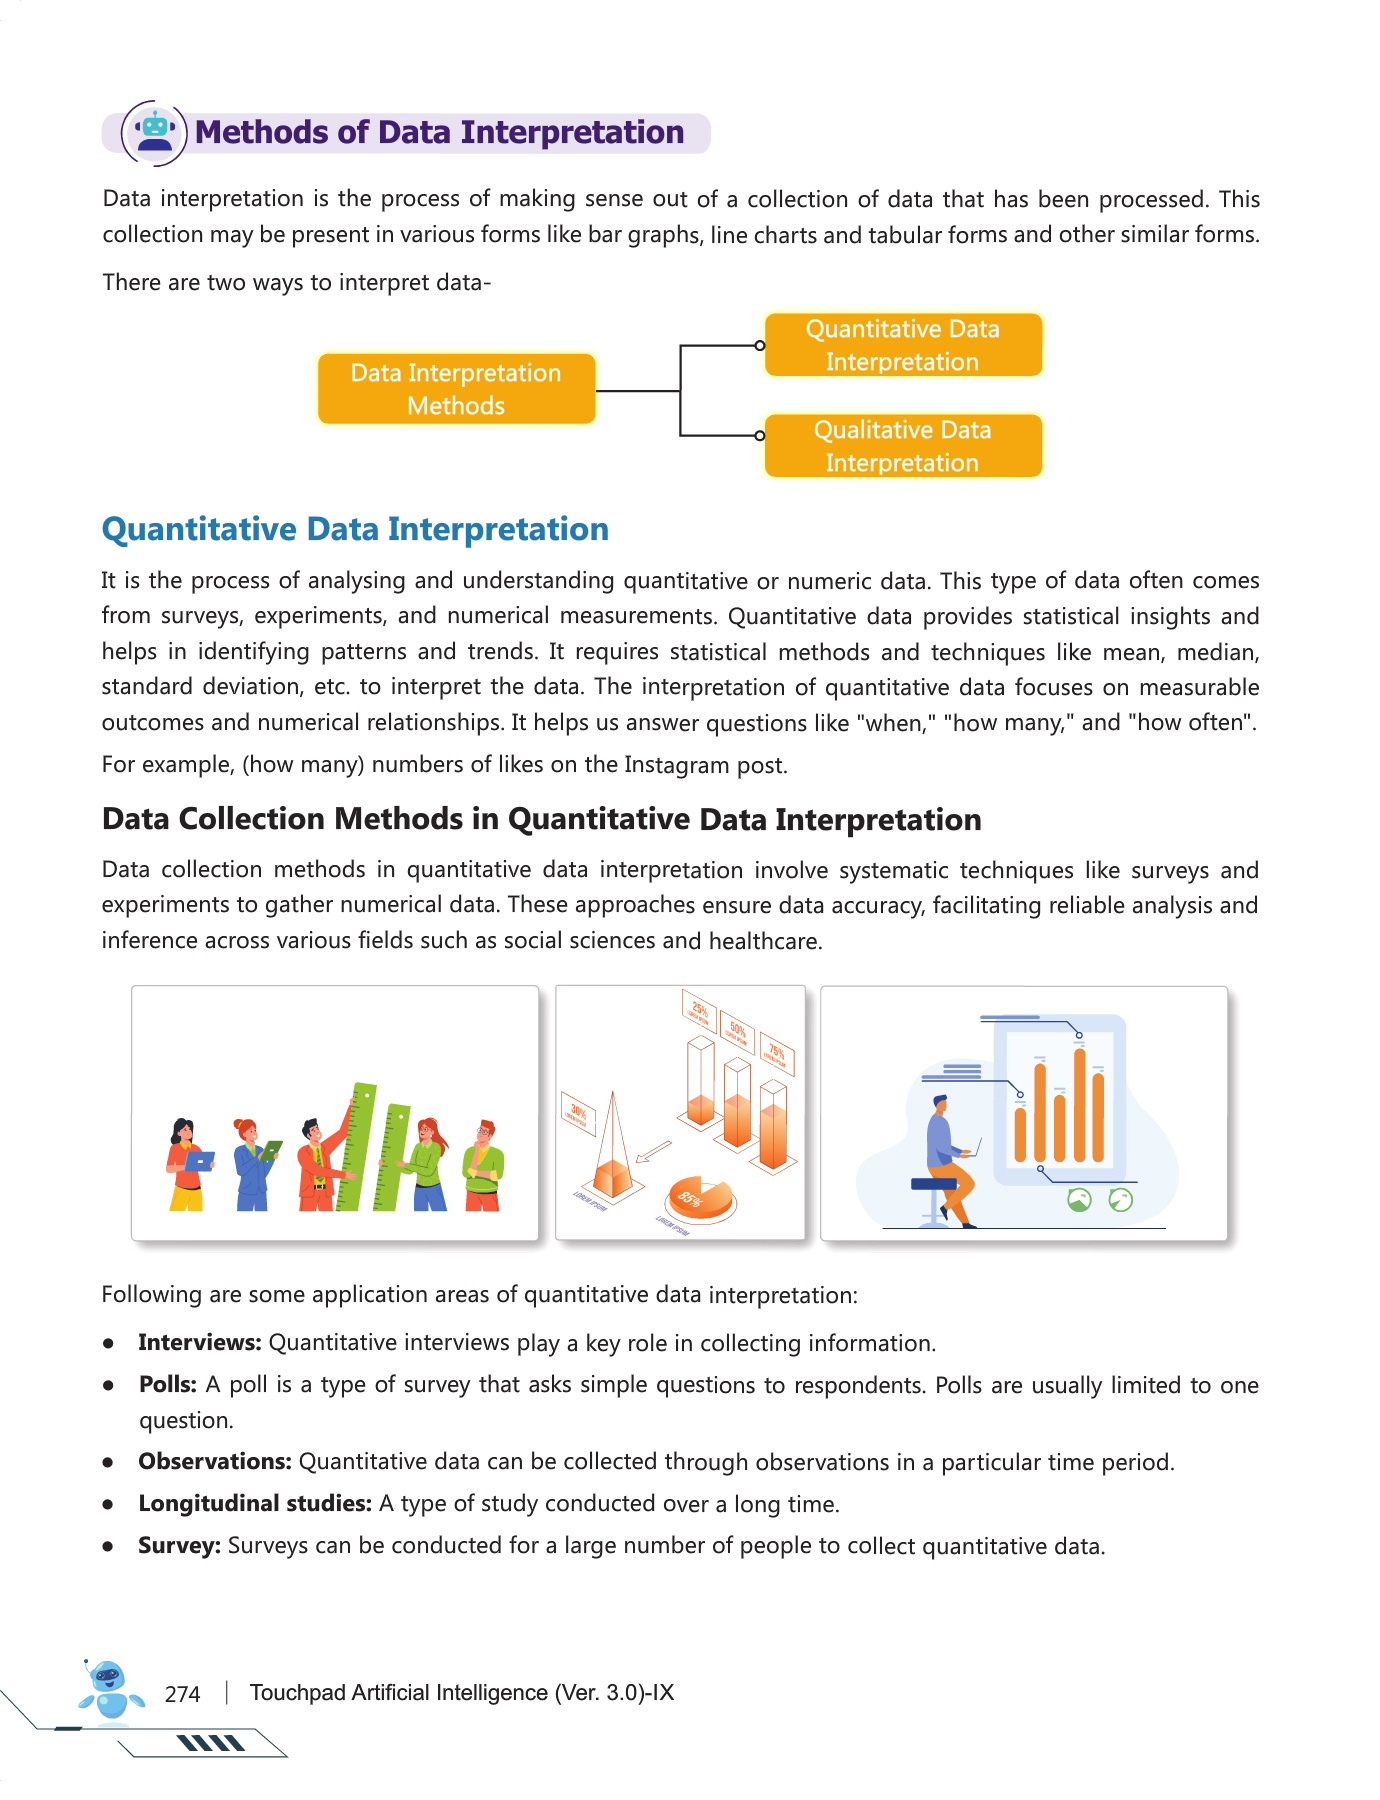 Methods of Data Interpretation
Data interpretation is the process of making sense out of a collection of data that has been processed. This
collection may be present in various forms like bar graphs, line charts and tabular forms and other similar forms.
There are two ways to interpret data-
Data Interpretation
Methods
Quantitative Data
Interpretation
Qualitative Data
Interpretation
Quantitative Data Interpretation
It is the process of analysing and understanding quantitative or numeric data. This type of data often comes
from surveys, experiments, and numerical measurements. Quantitative data provides statistical insights and
helps in identifying patterns and trends. It requires statistical methods and techniques like mean, median,
standard deviation, etc. to interpret the data. The interpretation of quantitative data focuses on measurable
outcomes and numerical relationships. It helps us answer questions like "when," "how many," and "how often".
For example, (how many) numbers of likes on the Instagram post.
Data Collection Methods in Quantitative Data Interpretation
Data collection methods in quantitative data interpretation involve systematic techniques like surveys and
experiments to gather numerical data. These approaches ensure data accuracy, facilitating reliable analysis and
inference across various fields such as social sciences and healthcare.
25%
LOREM IPSUM
50%
LOREM IPSUM
75%
LOREM IPSUM
30%
LOREM IPSUM
LOREM IPSUM
85%
LOREM IPSUM
Following are some application areas of quantitative data interpretation:
● Interviews: Quantitative interviews play a key role in collecting information.
● Polls: A poll is a type of survey that asks simple questions to respondents. Polls are usually limited to one
question.
● Observations: Quantitative data can be collected through observations in a particular time period.
● Longitudinal studies: A type of study conducted over a long time.
● Survey: Surveys can be conducted for a large number of people to collect quantitative data.
274 | Touchpad Artificial Intelligence (Ver. 3.0)-IX